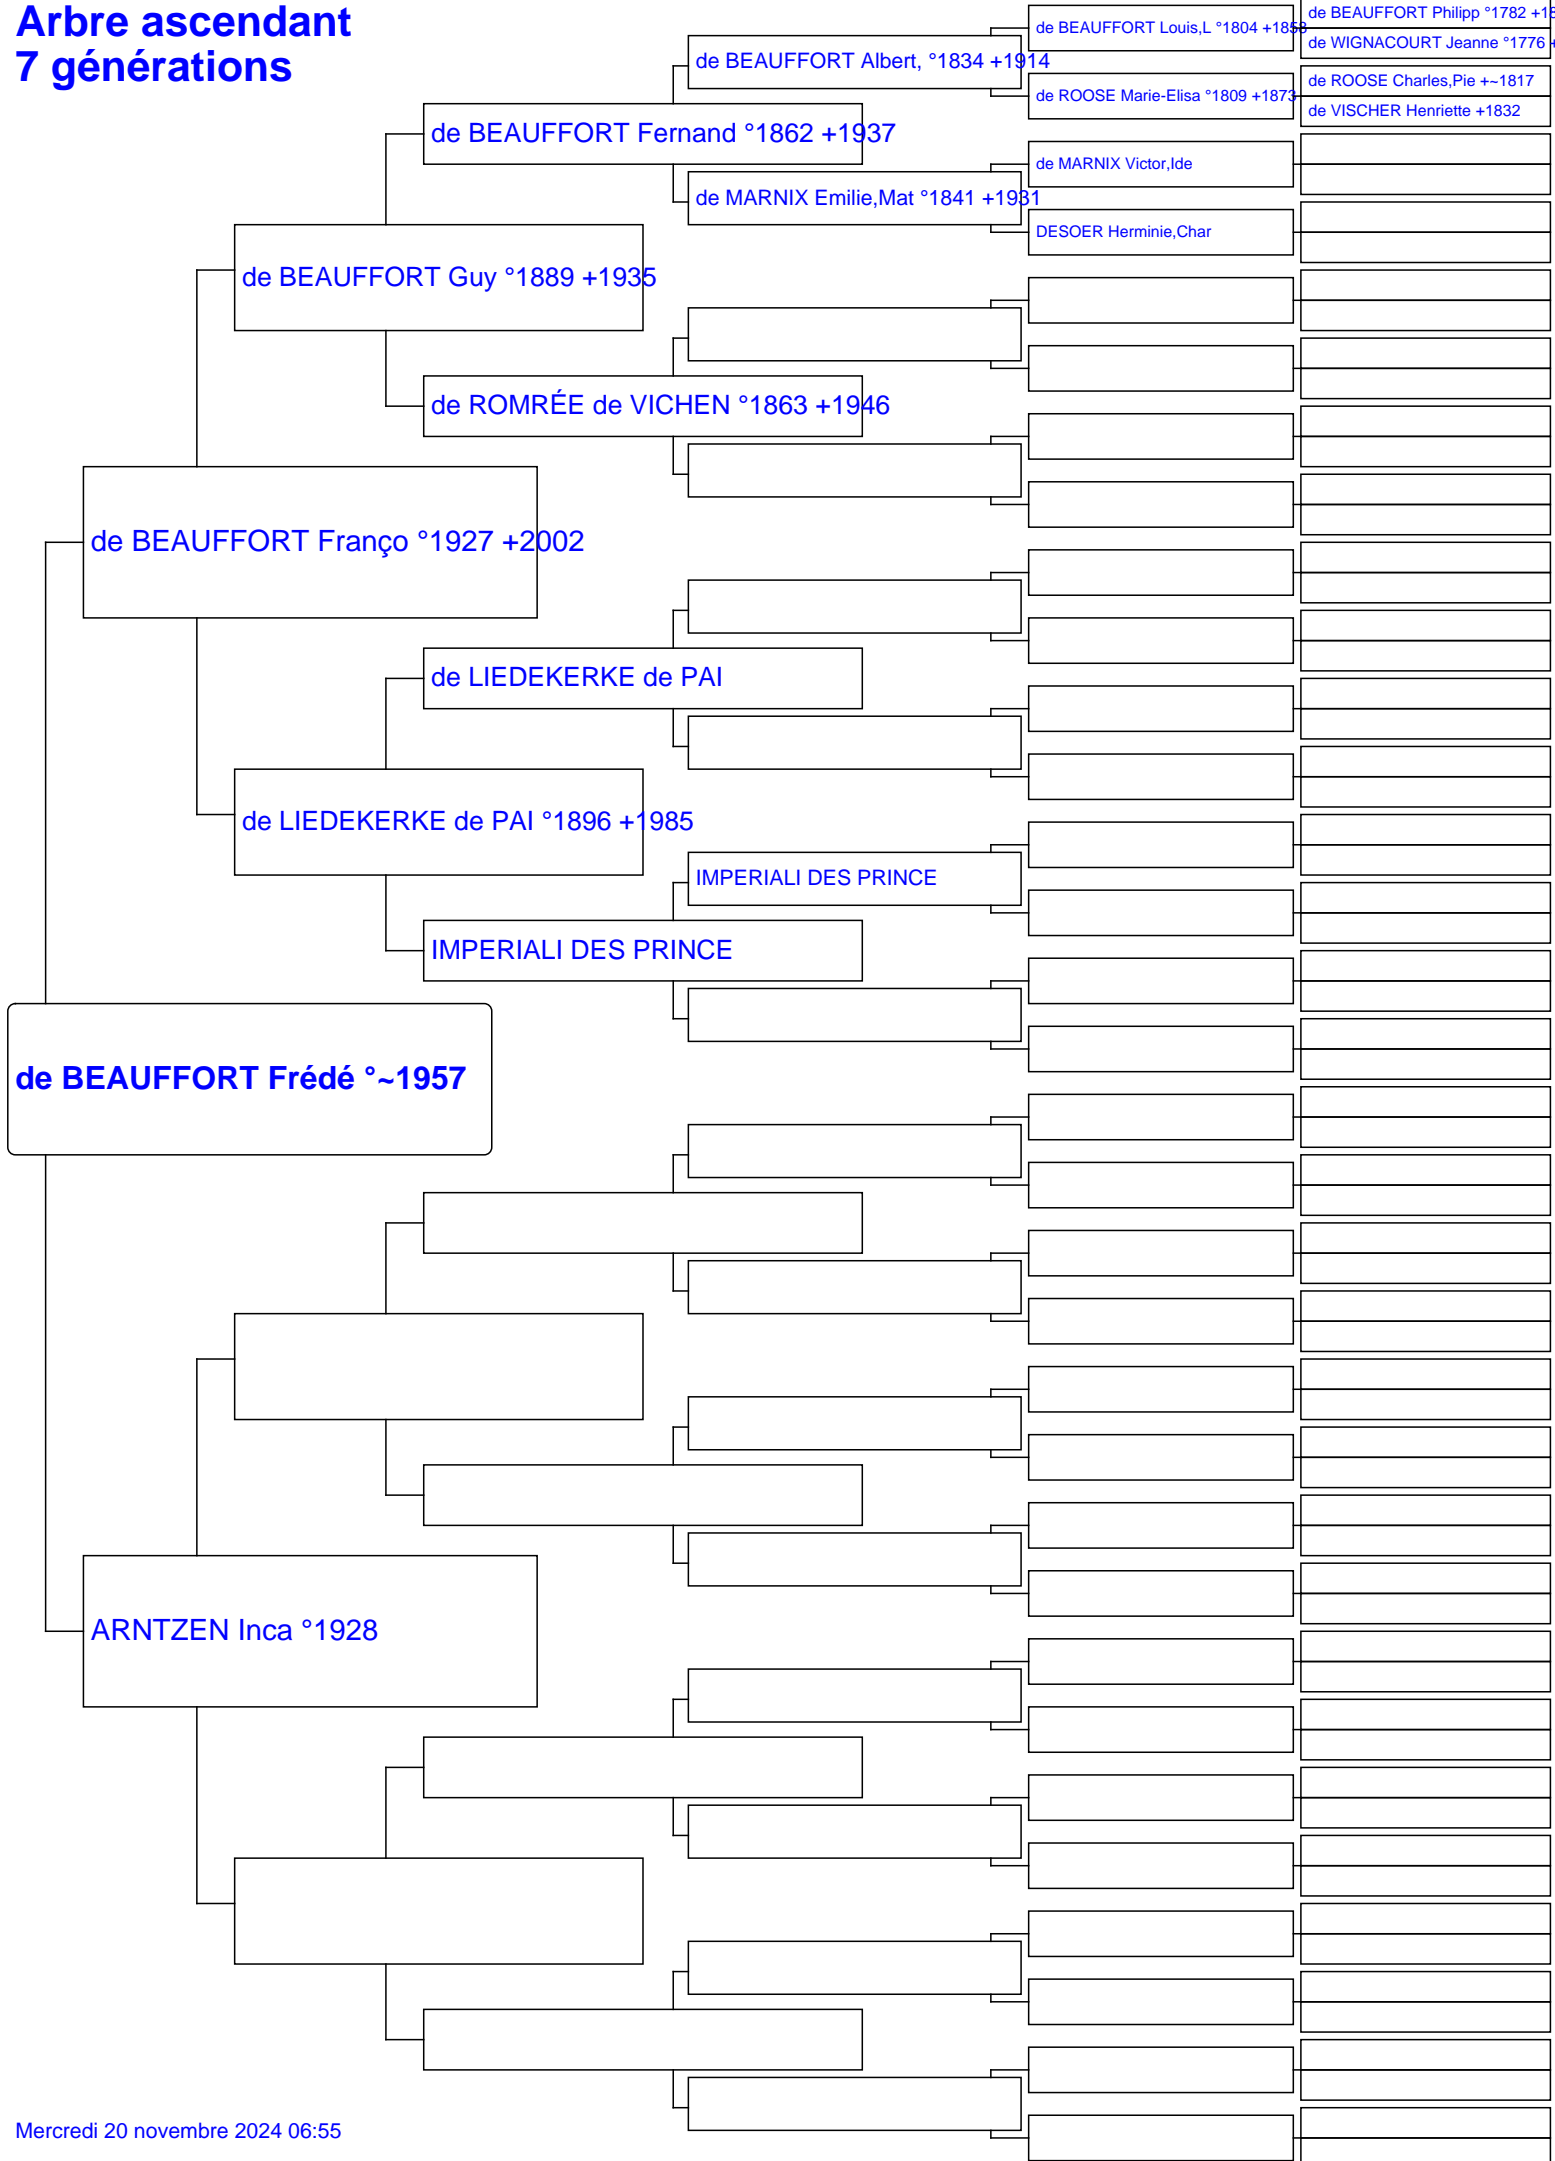 Arbre ascendant
7 générations
de BEAUFFORT Philipp °1782
de BEAUFFORT Louis,L °1804 +1858
de WIGNACOURT Jeanne °1776
de BEAUFFORT Albert, °1834 +1914
de ROOSE Charles,Pie +~1817
de ROOSE Marie-Elisa °1809 +1873
de VISCHER Henriette +1832
de BEAUFFORT Fernand °1862 +1937
de MARNIX Victor,Ide
de MARNIX Emilie,Mat °1841 +1931
DESOER Herminie,Char
de BEAUFFORT Guy °1889 +1935
de ROMRÉE de VICHEN °1863 +1946
de BEAUFFORT Franço °1927 +2002
de LIEDEKERKE de PAI
de LIEDEKERKE de PAI °1896 +1985
IMPERIALI DES PRINCE
IMPERIALI DES PRINCE
de BEAUFFORT Frédé °~1957
ARNTZEN Inca °1928
Mercredi 20 novembre 2024 06:55